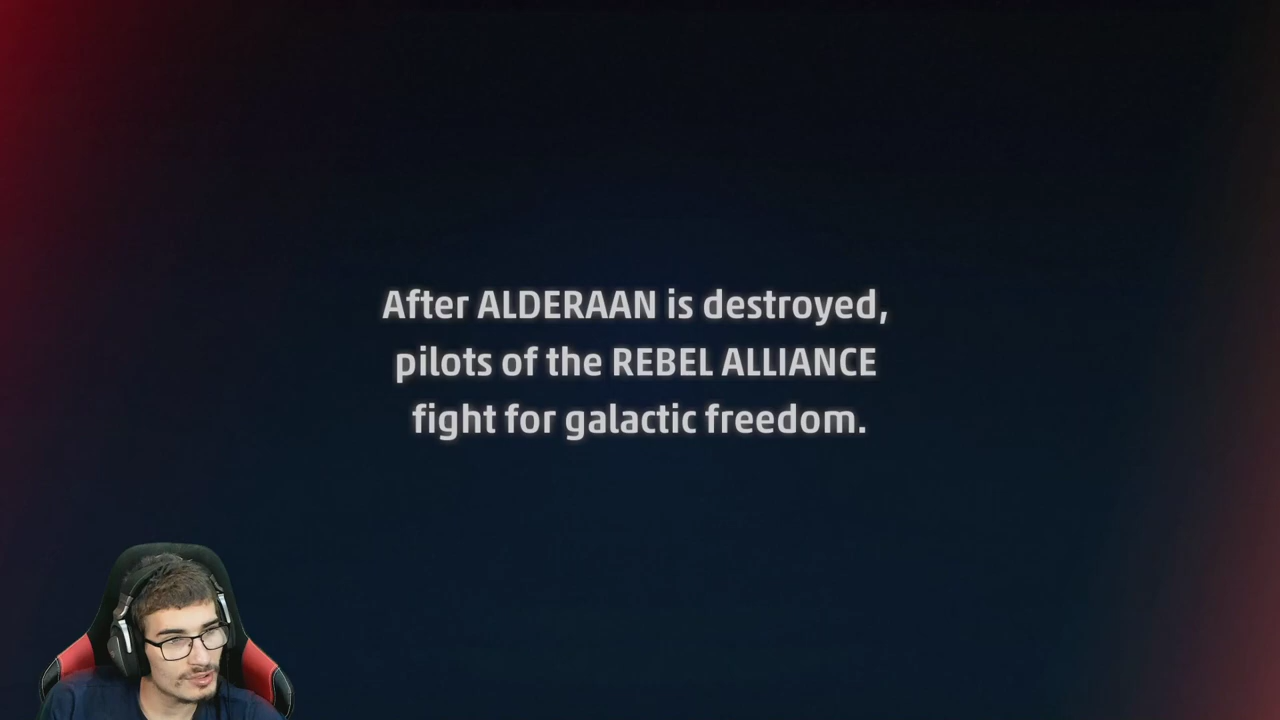 After ALDERAAN is destroyed,
pilots of the REBEL ALLIANCE
fight for galactic freedom.